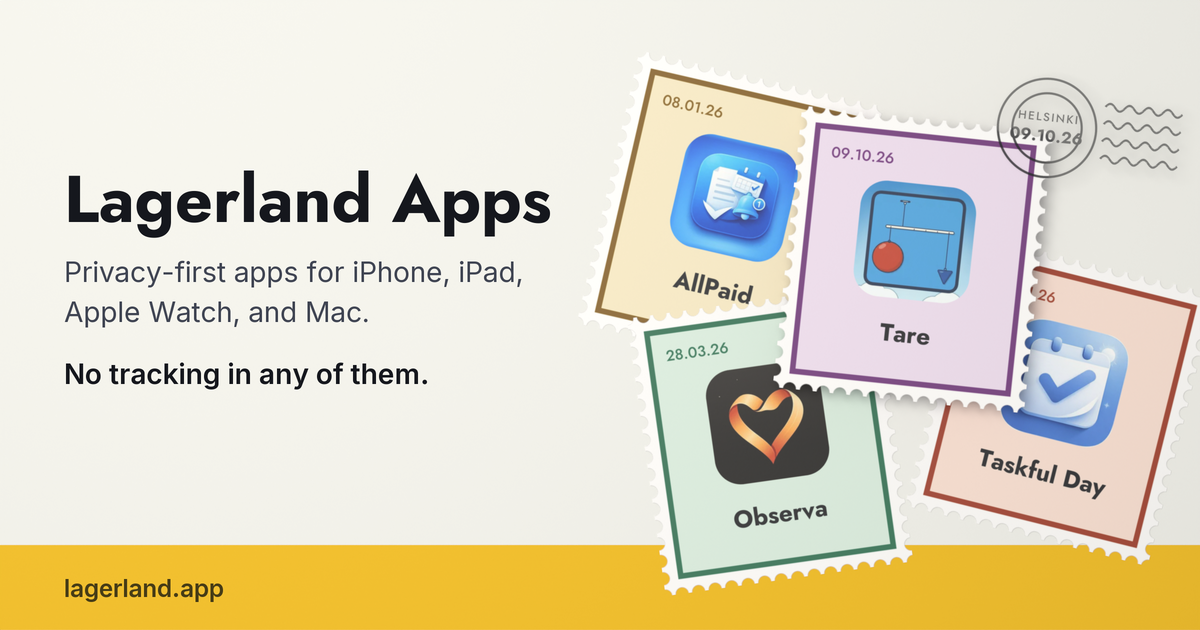 Lagerland Apps
Privacy-first apps for iPhone, iPad,
Apple Watch, and Mac.
No tracking in any of them.
lagerland.app
08.01.26
AllPaid
09.10.26
Tare
HELSINKI
09.10.26
28.03.26
Observa
26
Taskful Day
1